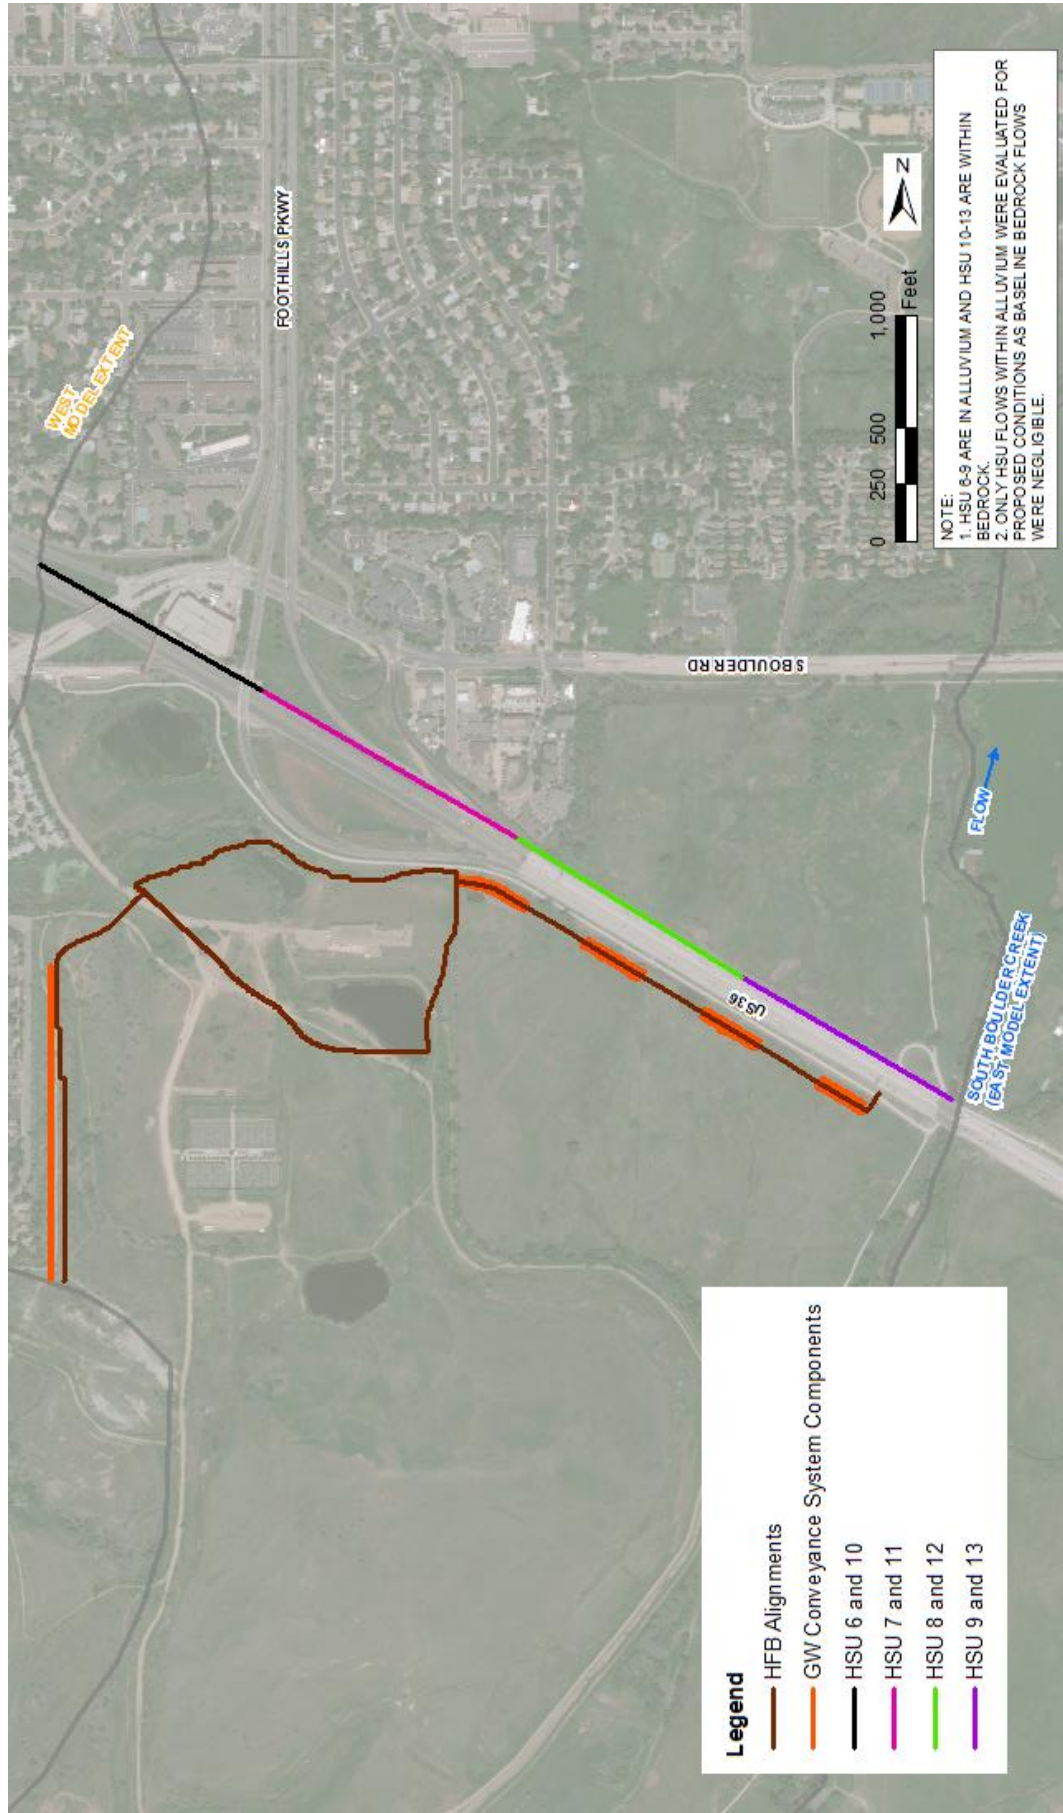 WEST
MODEL EXTENT
FOOTHILLS PKWY
S BOULDER RD
US 36
FLOW
SOUTH BOULDER CREEK
(EAST MODEL EXTENT)
N
0 250 500 1,000
Feet
NOTE:
1. HSU 6-9 ARE IN ALLUVIUM AND HSU 10-13 ARE WITHIN
BEDROCK.
2. ONLY HSU FLOWS WITHIN ALLUVIUM WERE EVALUATED FOR
PROPOSED CONDITIONS AS BASELINE BEDROCK FLOWS
WERE NEGLIGIBLE.
Legend
HFB Alignments
GW Conveyance System Components
HSU 6 and 10
HSU 7 and 11
HSU 8 and 12
HSU 9 and 13